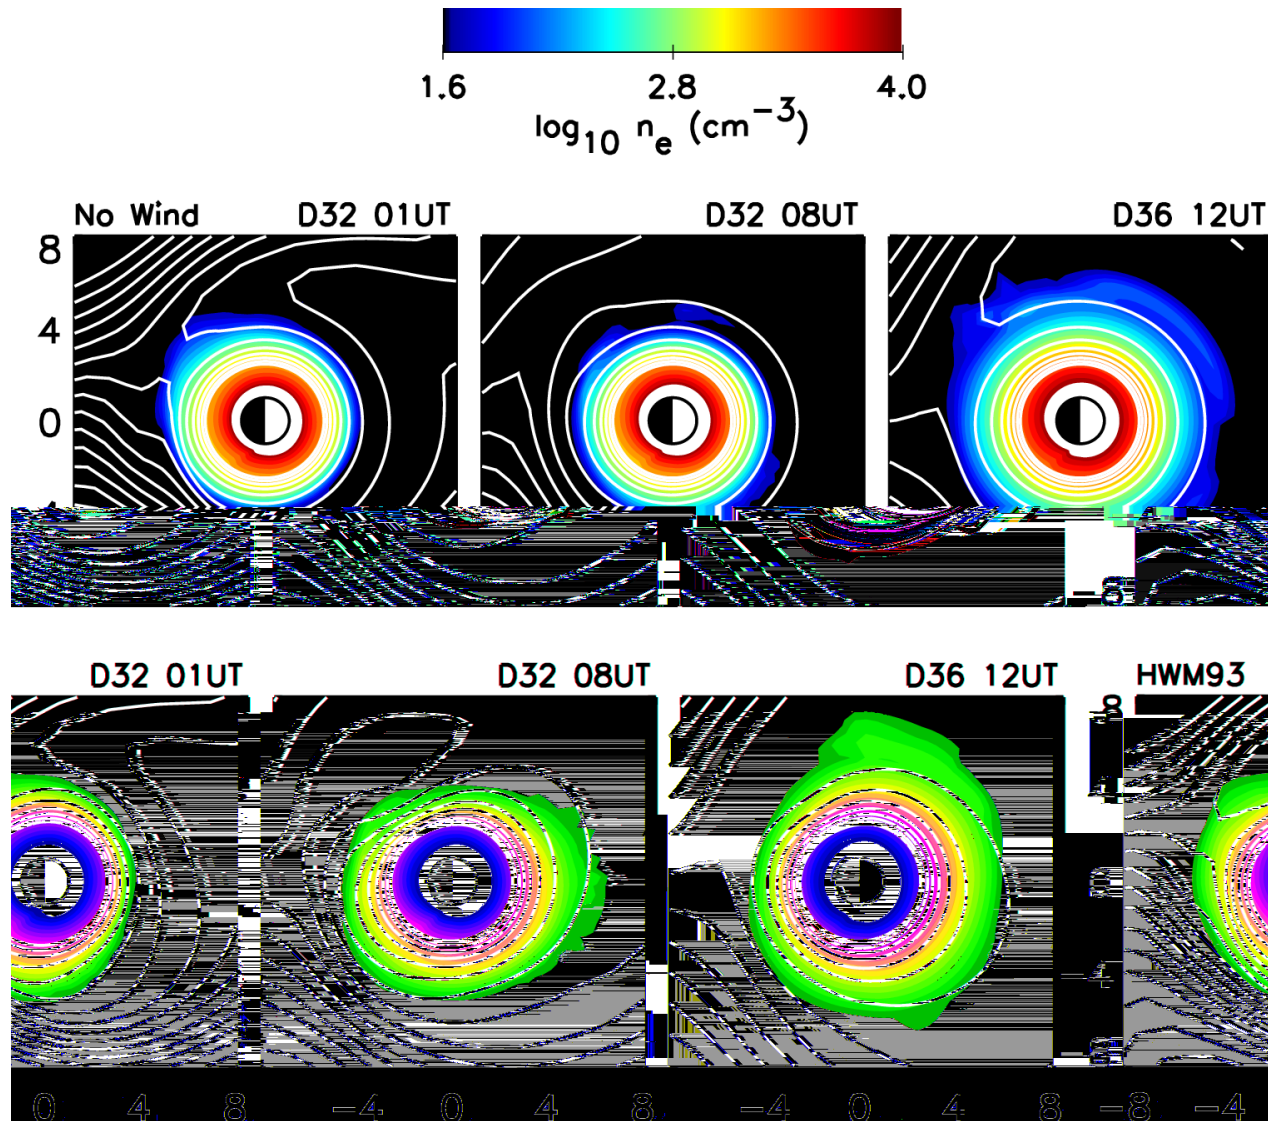 1.6 2.8 4.0
log10 ne (cm−3)
No Wind D32 01UT D32 08UT D36 12UT
8
4
0
D32 01UT D32 08UT D36 12UT HWM93
0 4 8 −4 0 4 8 −4 0 4 8 −8 −4